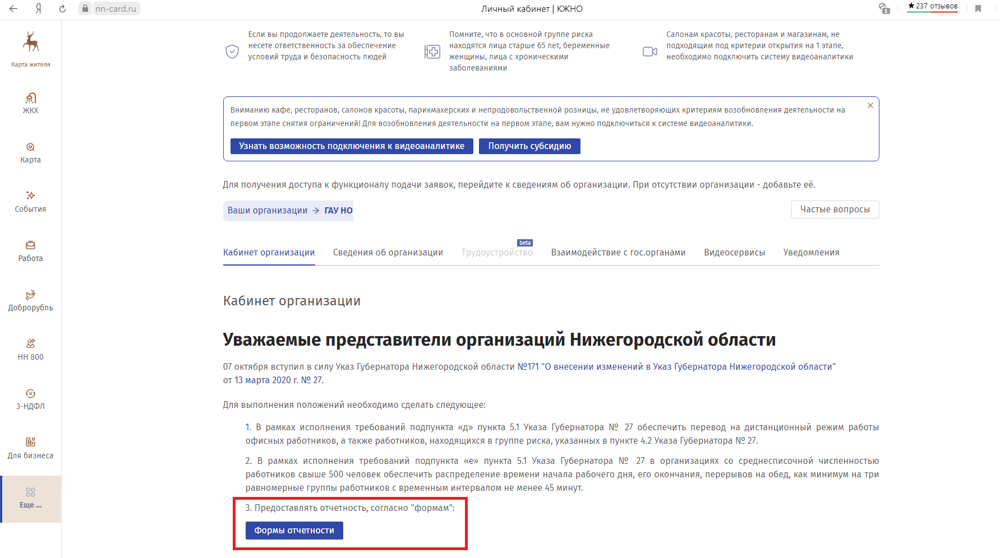 nn-card.ru
Личный кабинет | КЖНО
1
★237 отзывов
Карта жителя
ЖКХ
Карта
События
Работа
Доброрубль
НН 800
3-НДФЛ
Для бизнеса
Еще ...
Если вы продолжаете деятельность, то вы
несете ответственность за обеспечение
условий труда и безопасность людей
Помните, что в основной группе риска
находятся лица старше 65 лет, беременные
женщины, лица с хроническими
заболеваниями
Салонам красоты, ресторанам и магазинам, не
подходящим под критерии открытия на 1 этапе,
необходимо подключить систему видеоаналитики
Вниманию кафе, ресторанов, салонов красоты, парикмахерских и непродовольственной розницы, не удовлетворяющих критериям возобновления деятельности на
первом этапе снятия ограничений! Для возобновления деятельности на первом этапе, вам нужно подключиться к системе видеоаналитики.
Узнать возможность подключения к видеоаналитике
Получить субсидию
Для получения доступа к функционалу подачи заявок, перейдите к сведениям об организации. При отсутствии организации - добавьте её.
Ваши организации → ГАУ НО
Частые вопросы
Кабинет организации
Сведения об организации
Трудоустройство
beta
Взаимодействие с гос.органами
Видеосервисы
Уведомления
Кабинет организации
Уважаемые представители организаций Нижегородской области
07 октября вступил в силу Указ Губернатора Нижегородской области №171 "О внесении изменений в Указ Губернатора Нижегородской области"
от 13 марта 2020 г. № 27.
Для выполнения положений необходимо сделать следующее:
1. В рамках исполнения требований подпункта «д» пункта 5.1 Указа Губернатора № 27 обеспечить перевод на дистанционный режим работы
офисных работников, а также работников, находящихся в группе риска, указанных в пункте 4.2 Указа Губернатора № 27.
2. В рамках исполнения требований подпункта «е» пункта 5.1 Указа Губернатора № 27 в организациях со среднесписочной численностью
работников свыше 500 человек обеспечить распределение времени начала рабочего дня, его окончания, перерывов на обед, как минимум на три
равномерные группы работников с временным интервалом не менее 45 минут.
3. Предоставлять отчетность, согласно "формам":
Формы отчетности